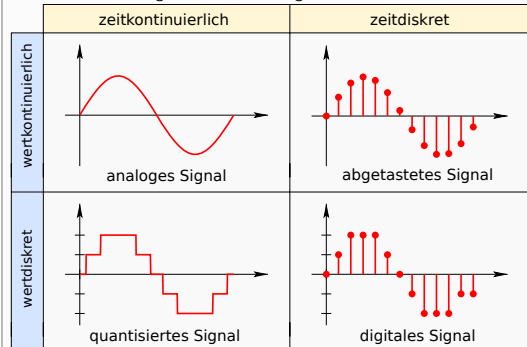 zeitkontinuierlich
zeitdiskret
wertkontinuierlich
analoges Signal
abgetastetes Signal
wertdiskret
quantisiertes Signal
digitales Signal